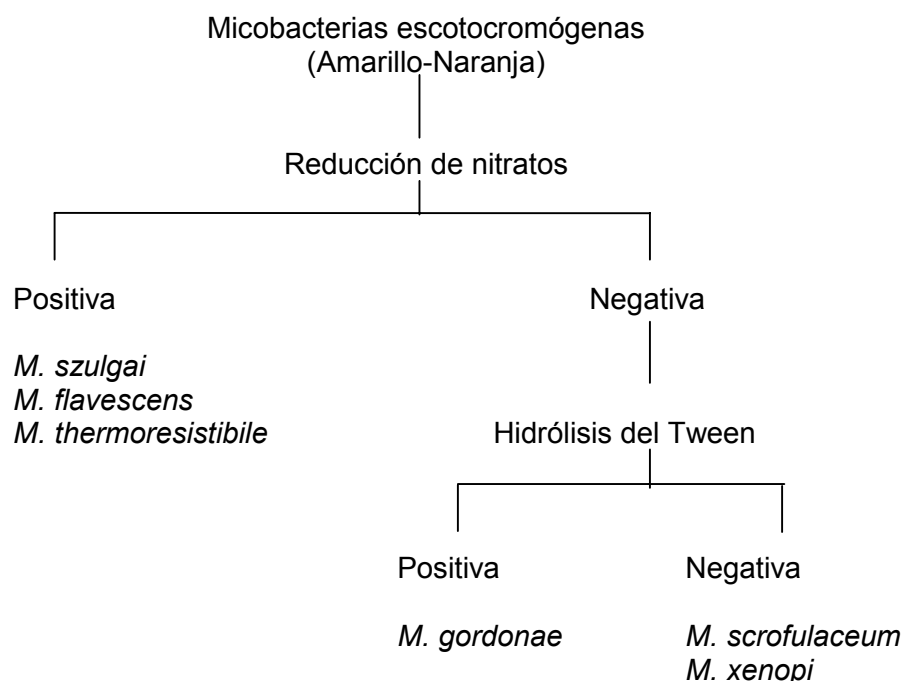 Micobacterias escotocromógenas
(Amarillo-Naranja)
Reducción de nitratos
Positiva
Negativa
M. szulgai
M. flavescens
M. thermoresistibile
Hidrólisis del Tween
Positiva
Negativa
M. gordonae
M. scrofulaceum
M. xenopi